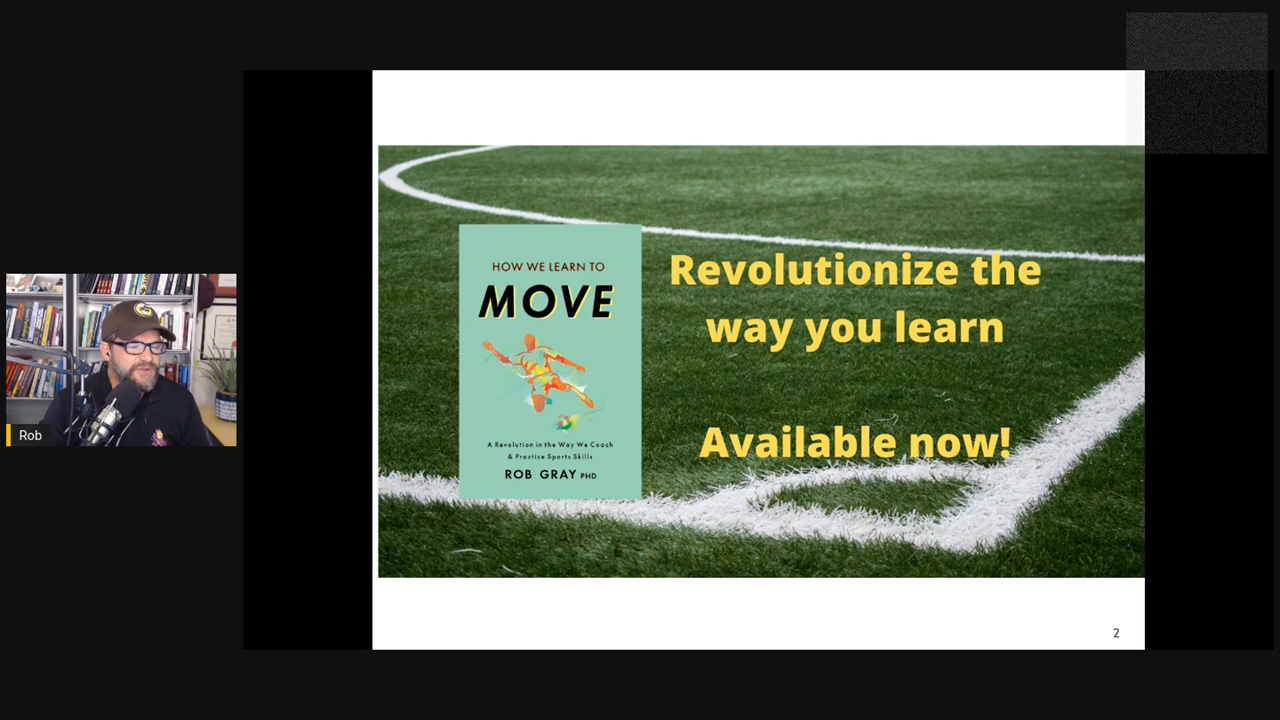 HOW WE LEARN TO
MOVE
A Revolution in the Way We Coach
& Practice Sports Skills
ROB GRAY PHD
Revolutionize the
way you learn
Available now!
Rob
2